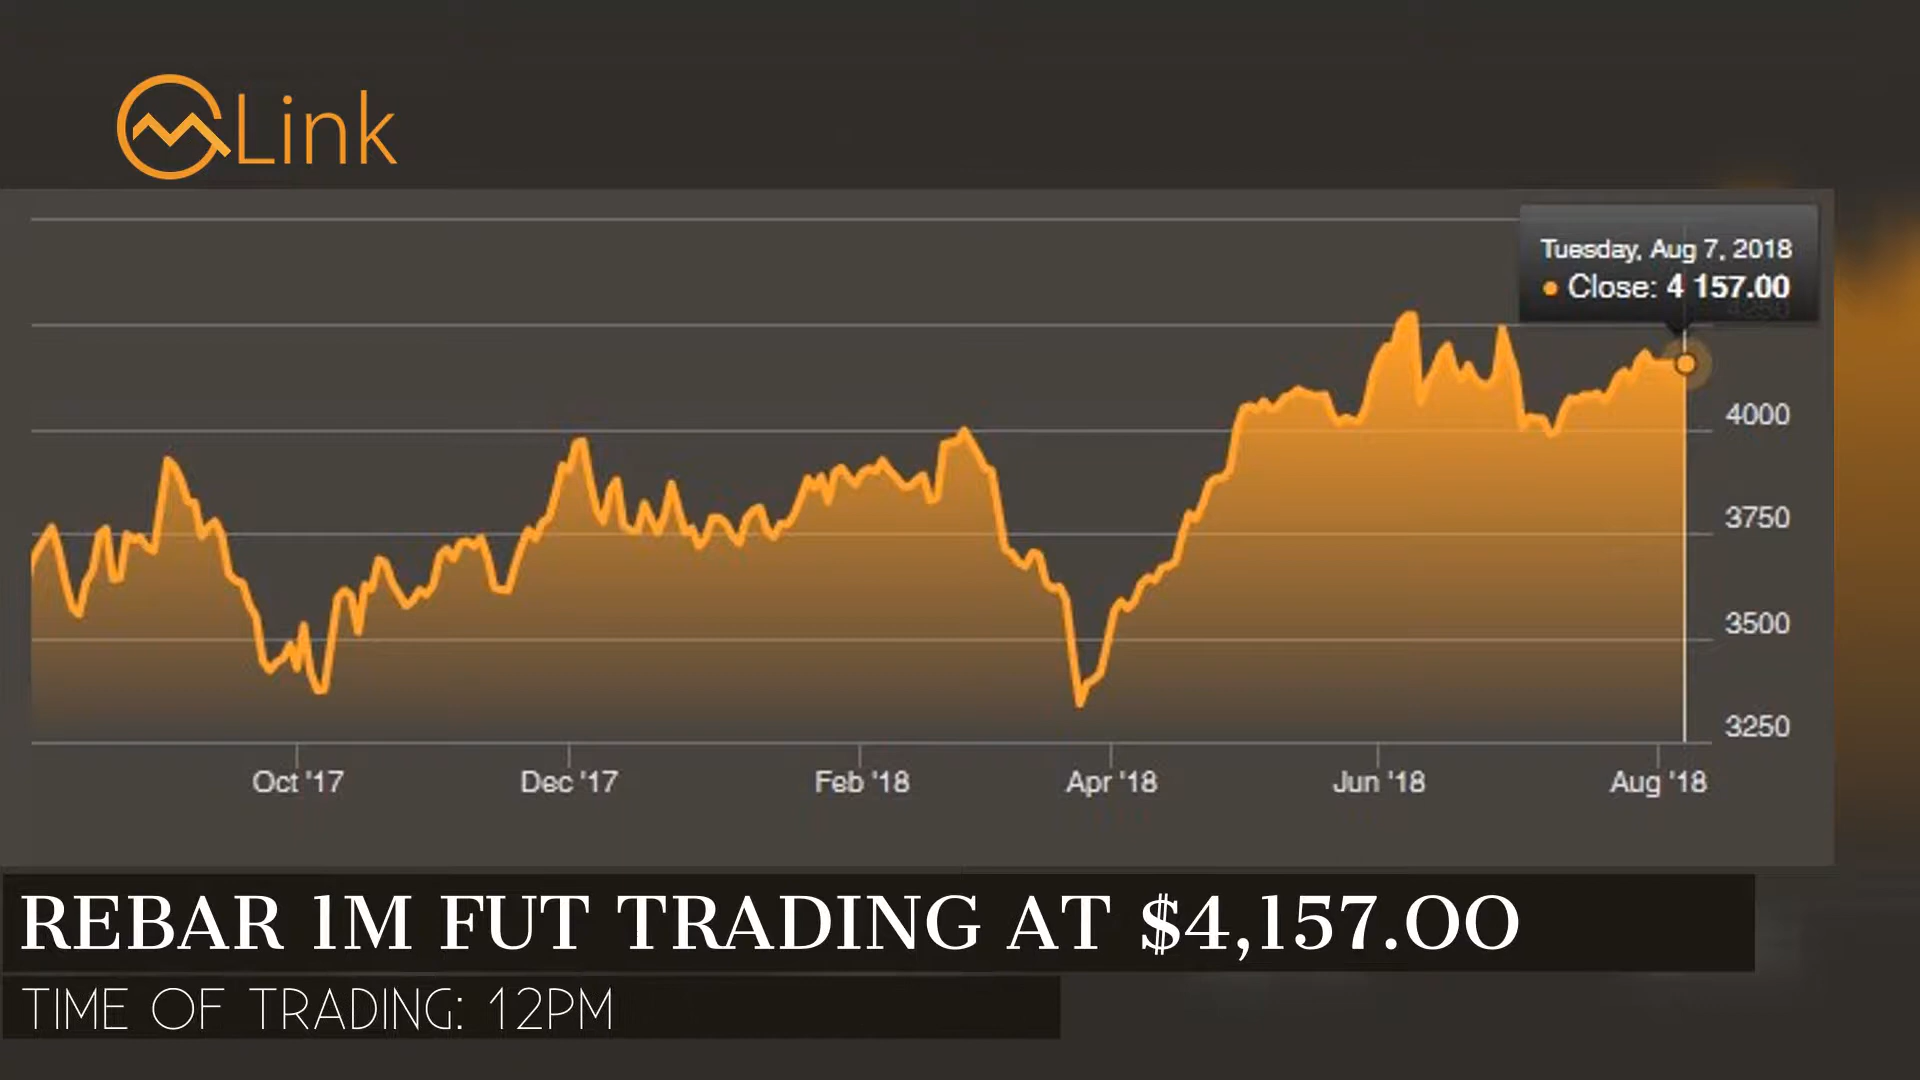 Link
Tuesday, Aug 7, 2018
Close: 4 157.00
4250
4000
3750
3500
3250
Oct '17 Dec '17 Feb '18 Apr '18 Jun '18 Aug '18
REBAR 1M FUT TRADING AT $4,157.00
TIME OF TRADING: 12PM